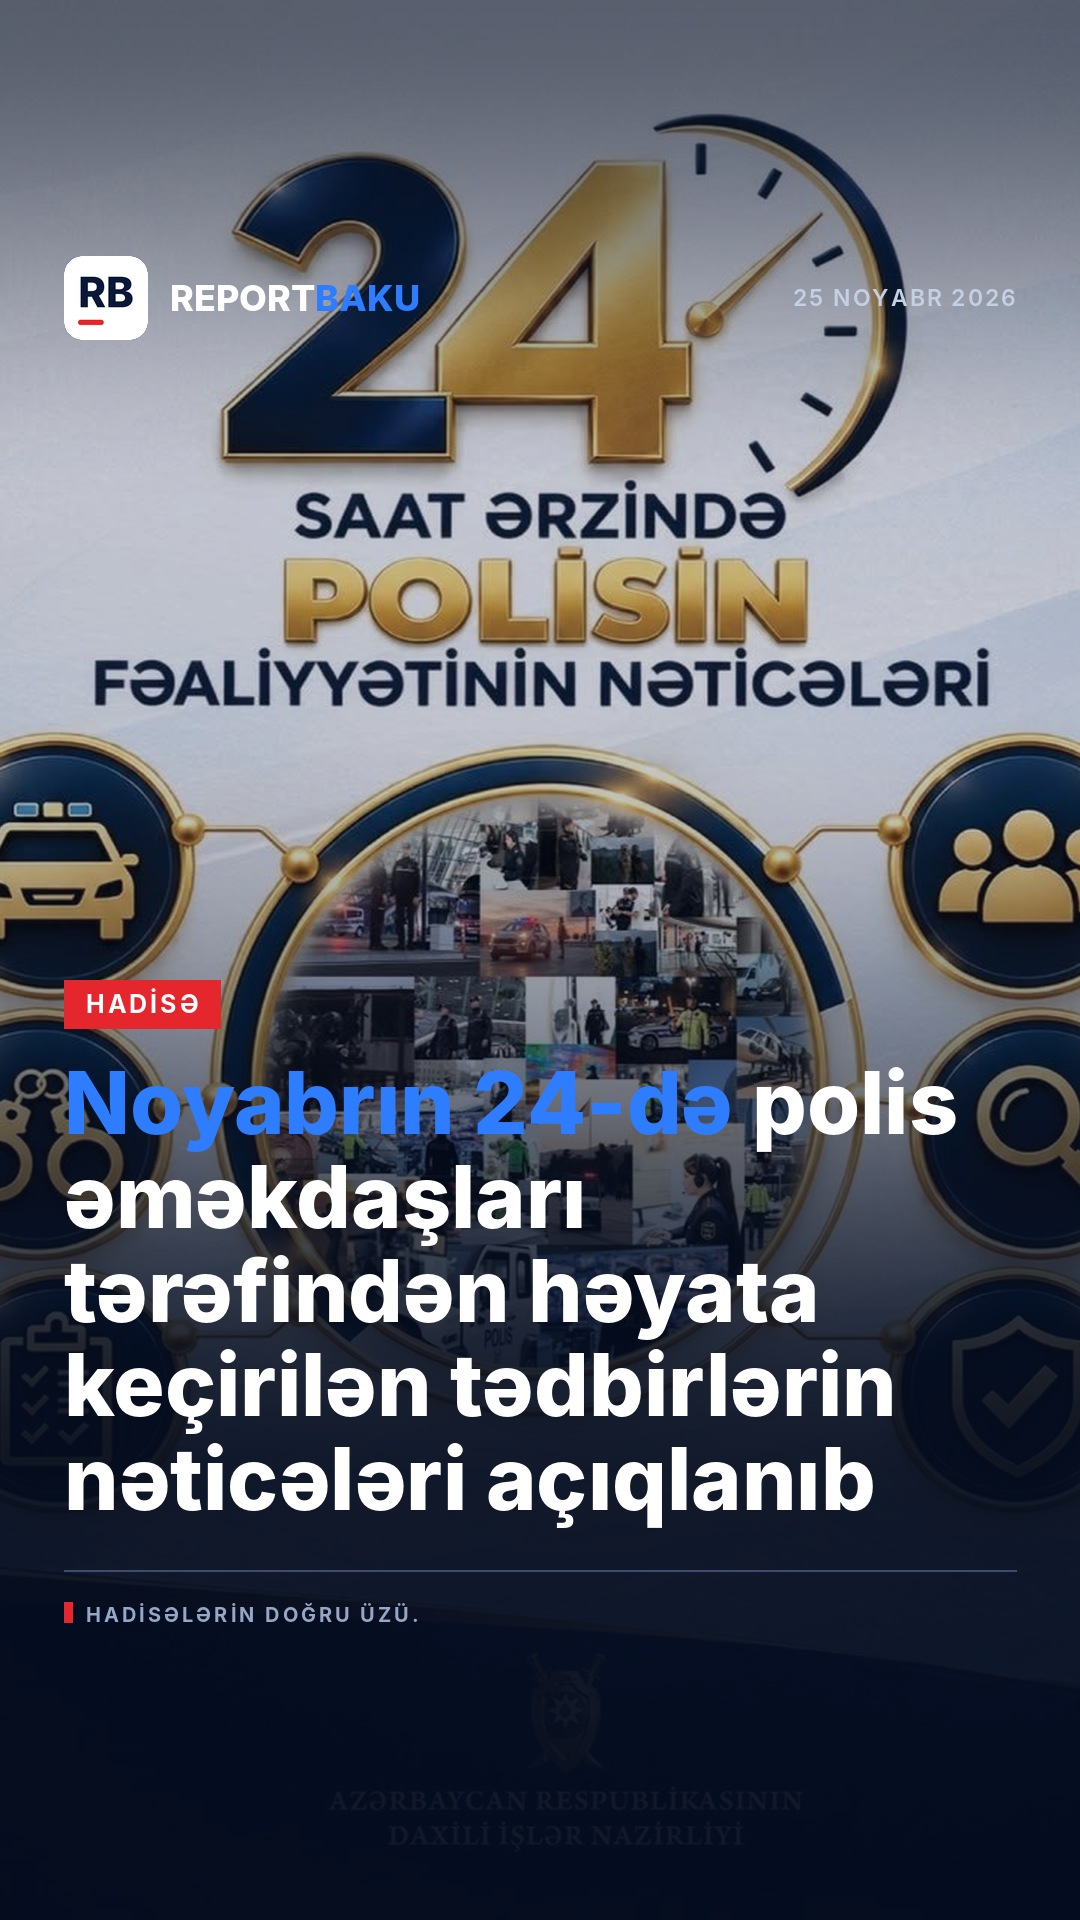 24
RB
REPORTBAKU
25 NOYABR 2026
SAAT ƏRZİNDƏ
POLİSİN
FƏALİYYƏTİNİN NƏTİCƏLƏRİ
HADİSƏ
Noyabrın 24-də polis
əməkdaşları
tərəfindən həyata
keçirilən tədbirlərin
nəticələri açıqlanıb
POLİS
HADİSƏLƏRİN DOĞRU ÜZÜ.
AZƏRBAYCAN RESPUBLİKASININ
DAXİLİ İŞLƏR NAZİRLİYİ